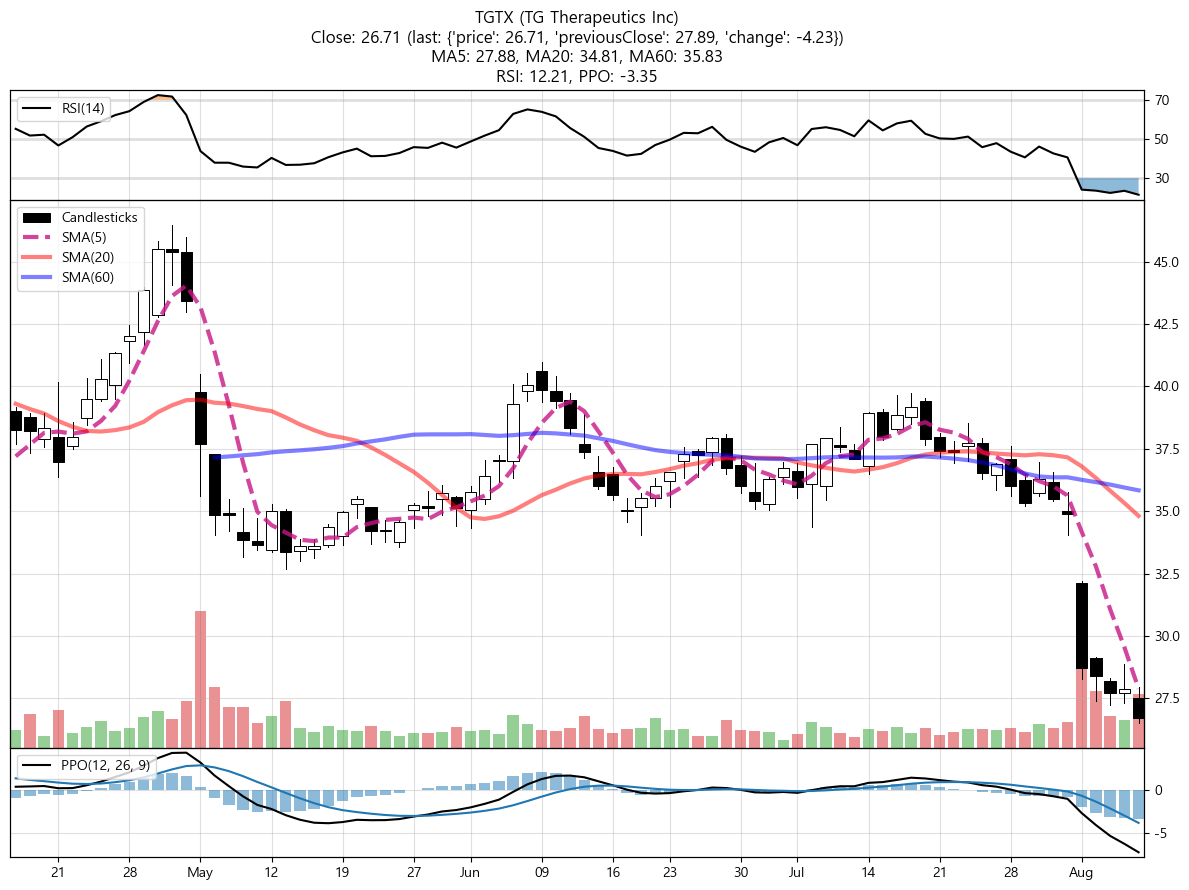 TGTX (TG Therapeutics Inc)
Close: 26.71 (last: {'price': 26.71, 'previousClose': 27.89, 'change': -4.23})
MA5: 27.88, MA20: 34.81, MA60: 35.83
RSI: 12.21, PPO: -3.35
RSI(14)
70
50
30
Candlesticks
SMA(5)
SMA(20)
SMA(60)
45.0
42.5
40.0
37.5
35.0
32.5
30.0
27.5
PPO(12, 26, 9)
0
-5
21 28 May 12 19 27 Jun 09 16 23 30 Jul 14 21 28 Aug